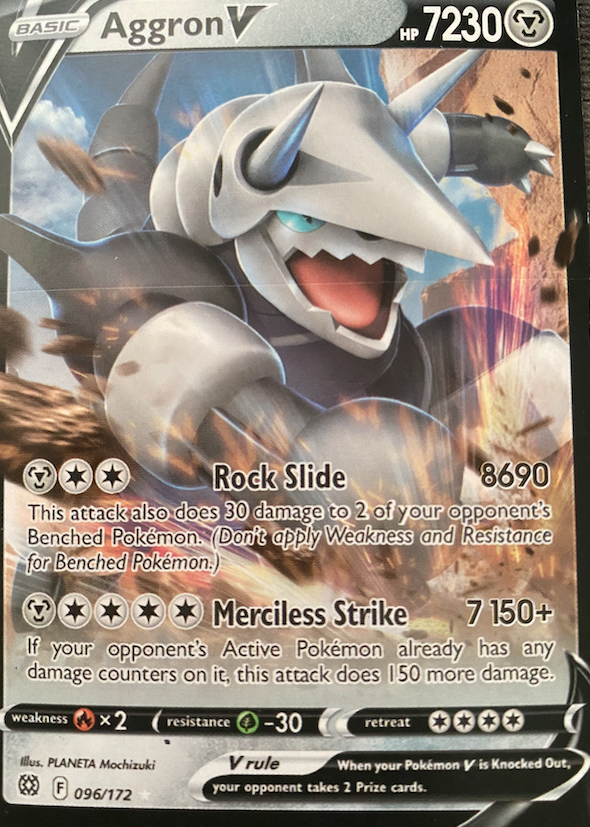 BASIC Aggron V HP 7230
Rock Slide 8690
This attack also does 30 damage to 2 of your opponent's
Benched Pokémon. (Don't apply Weakness and Resistance
for Benched Pokémon.)
Merciless Strike 7 150+
If your opponent's Active Pokémon already has any
damage counters on it, this attack does 150 more damage.
weakness ×2 resistance -30 retreat
Illus. PLANETA Mochizuki
V rule When your Pokémon V is Knocked Out,
your opponent takes 2 Prize cards.
F 096/172